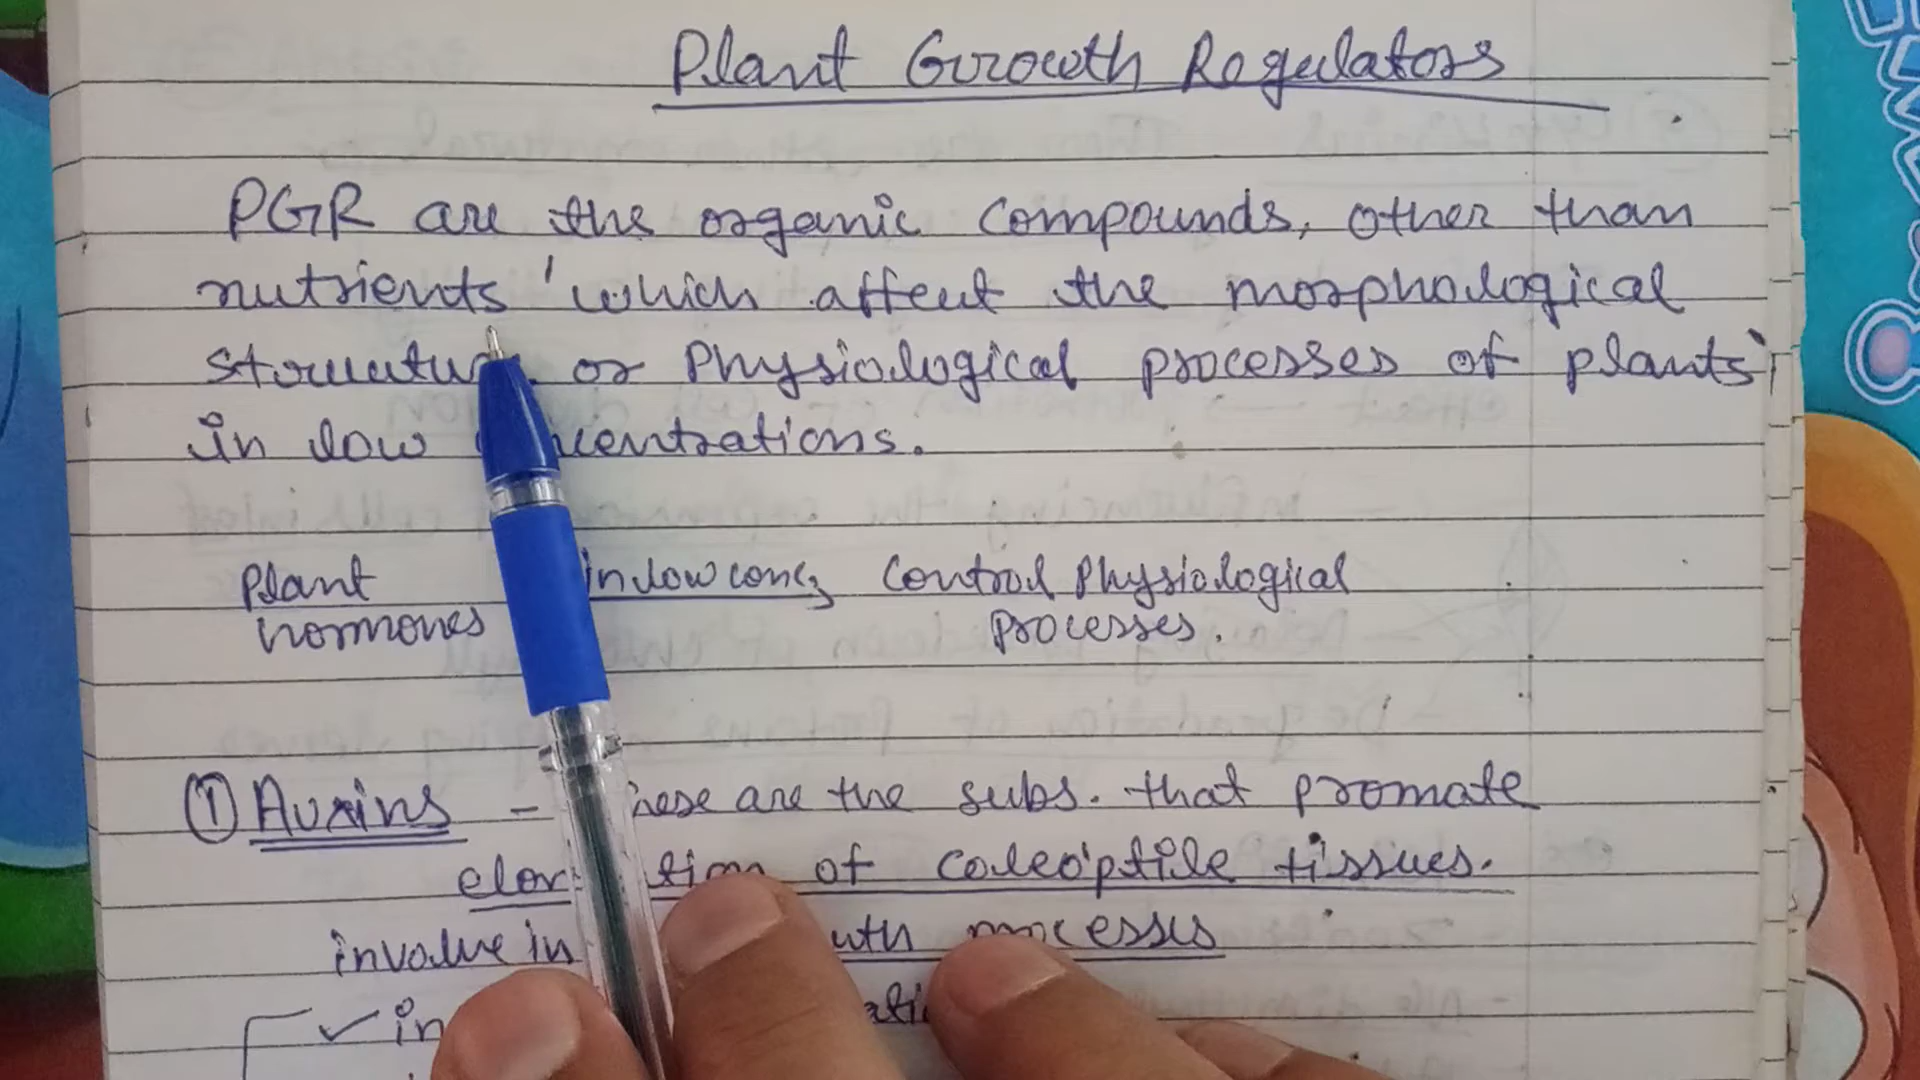 Plant Growth Regulators
PGR are the organic compounds, other than
nutrients which affect the morphological
or Physiological processes of plants
in low
Plant in low conc. Control Physiological
hormones processes.
① Auxins - are the subs. that promote
of coleoptile tissues.
involve in processes
✓ in